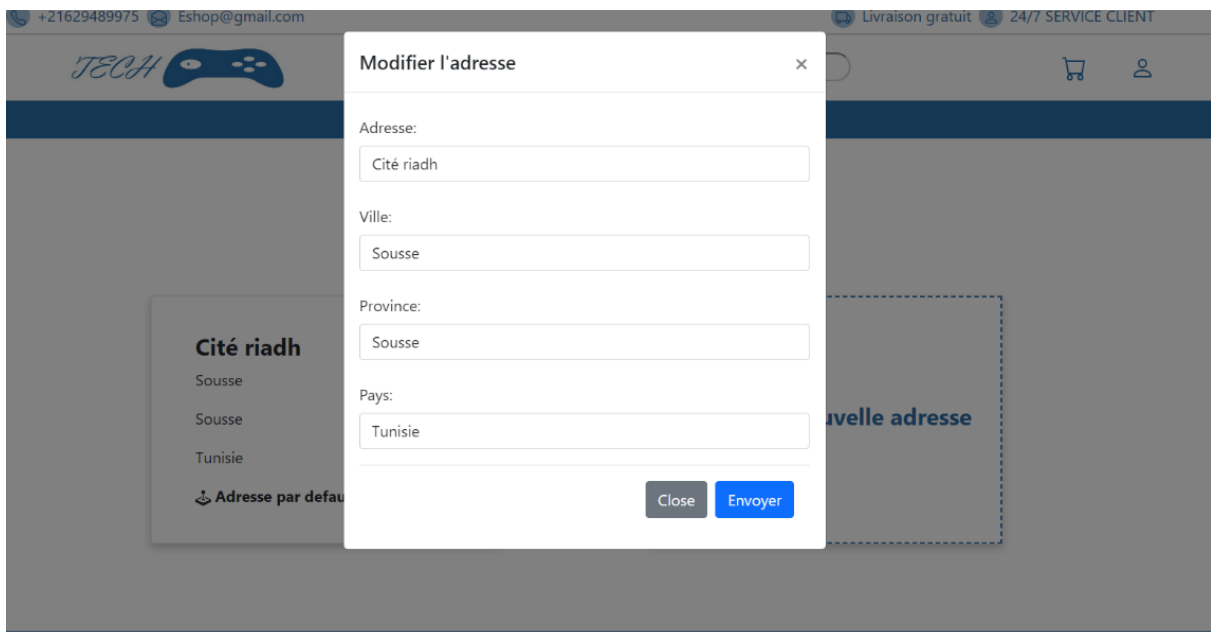 +21629489975 Eshop@gmail.com Livraison gratuit 24/7 SERVICE CLIENT
TECH
Modifier l'adresse ×
Adresse:
Cité riadh
Ville:
Sousse
Province:
Sousse
Pays:
Tunisie
Close Envoyer
Cité riadh
Sousse
Sousse
Tunisie
Adresse par defau
adresse